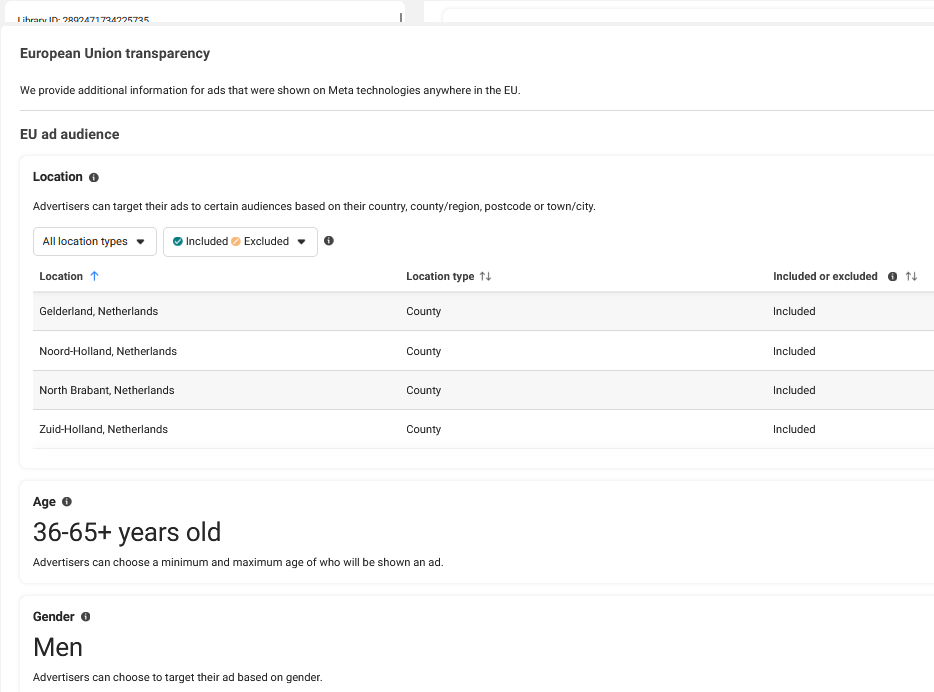 Library ID: 2892471734225735
European Union transparency
We provide additional information for ads that were shown on Meta technologies anywhere in the EU.
EU ad audience
Location
Advertisers can target their ads to certain audiences based on their country, county/region, postcode or town/city.
All location types Included Excluded
Location Location type Included or excluded
Gelderland, Netherlands County Included
Noord-Holland, Netherlands County Included
North Brabant, Netherlands County Included
Zuid-Holland, Netherlands County Included
Age
36-65+ years old
Advertisers can choose a minimum and maximum age of who will be shown an ad.
Gender
Men
Advertisers can choose to target their ad based on gender.